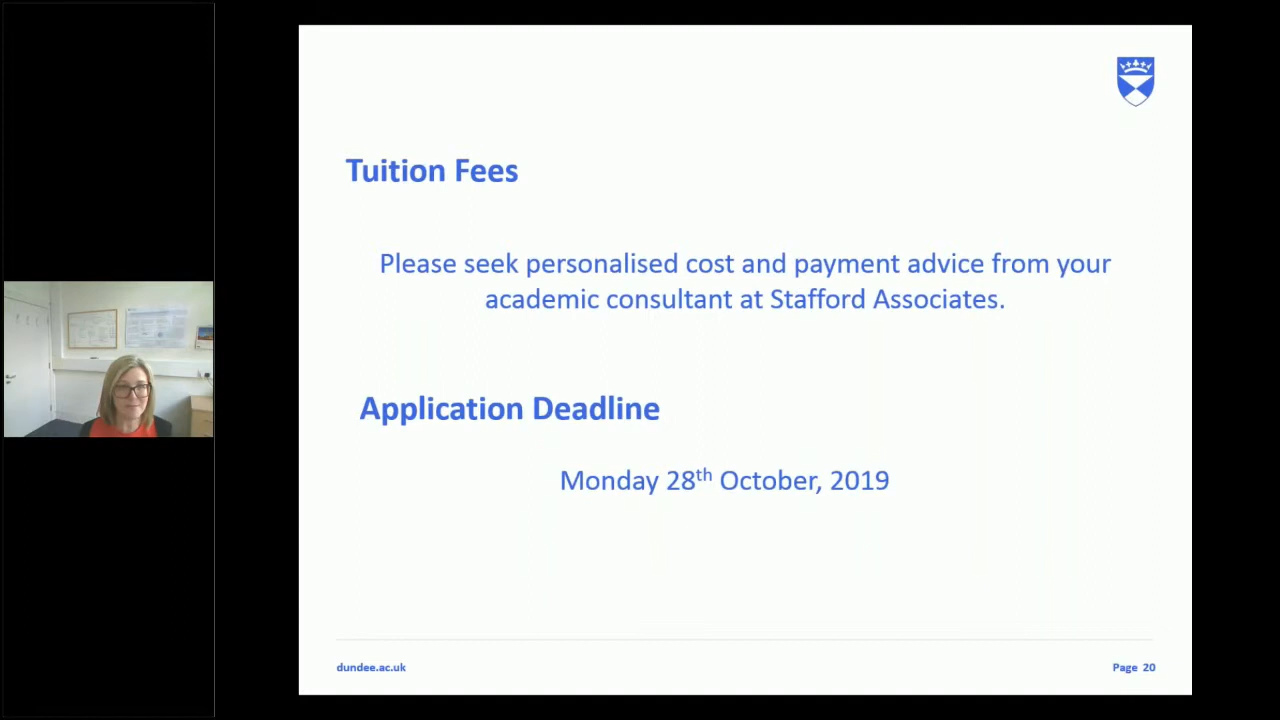 Tuition Fees
Please seek personalised cost and payment advice from your
academic consultant at Stafford Associates.
Application Deadline
Monday 28th October, 2019
dundee.ac.uk
Page 20